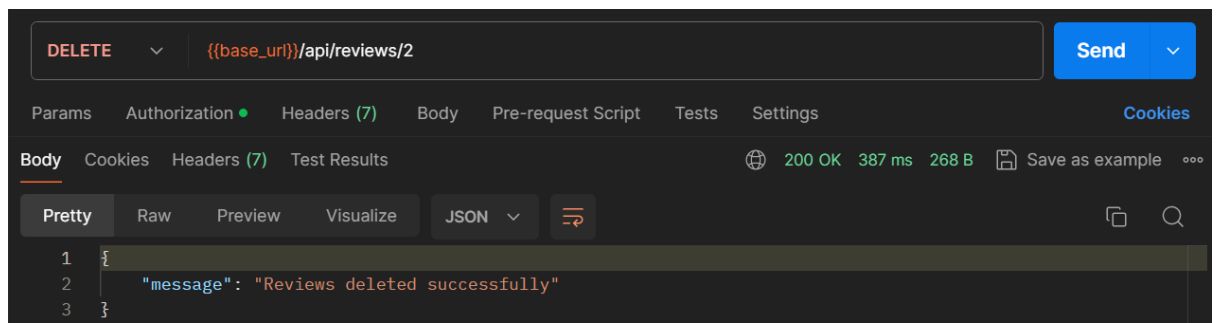 DELETE {{base_url}}/api/reviews/2 Send
Params Authorization Headers (7) Body Pre-request Script Tests Settings Cookies
Body Cookies Headers (7) Test Results 200 OK 387 ms 268 B Save as example
Pretty Raw Preview Visualize JSON
1 {
2 "message": "Reviews deleted successfully"
3 }